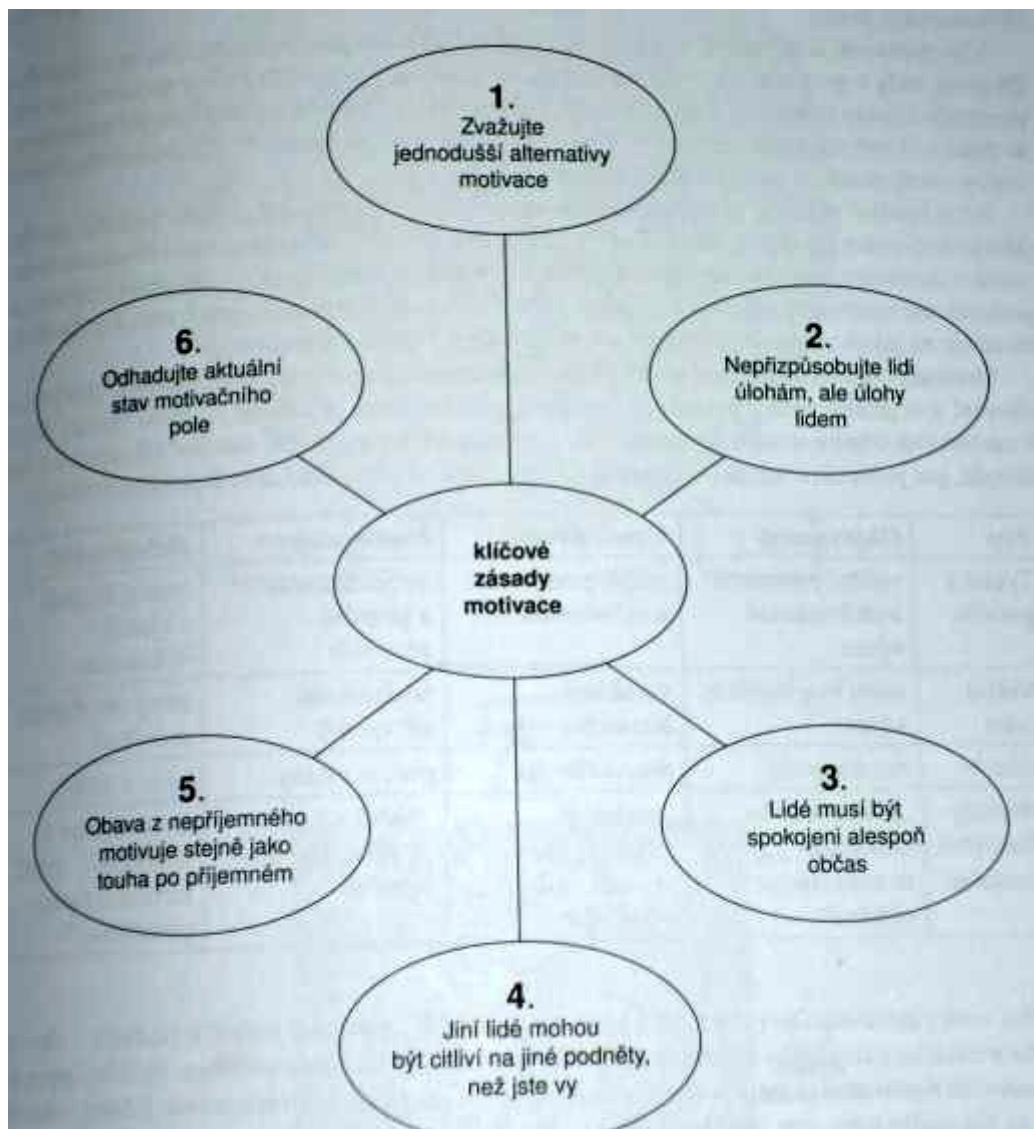 1.
Zvažujte
jednodušší alternativy
motivace
2.
Nepřizpůsobujte lidi
úlohám, ale úlohy
lidem
3.
Lidé musí být
spokojeni alespoň
občas
4.
Jiní lidé mohou
být citliví na jiné podněty,
než jste vy
5.
Obava z nepříjemného
motivuje stejně jako
touha po příjemném
6.
Odhadujte aktuální
stav motivačního
pole
klíčové
zásady
motivace